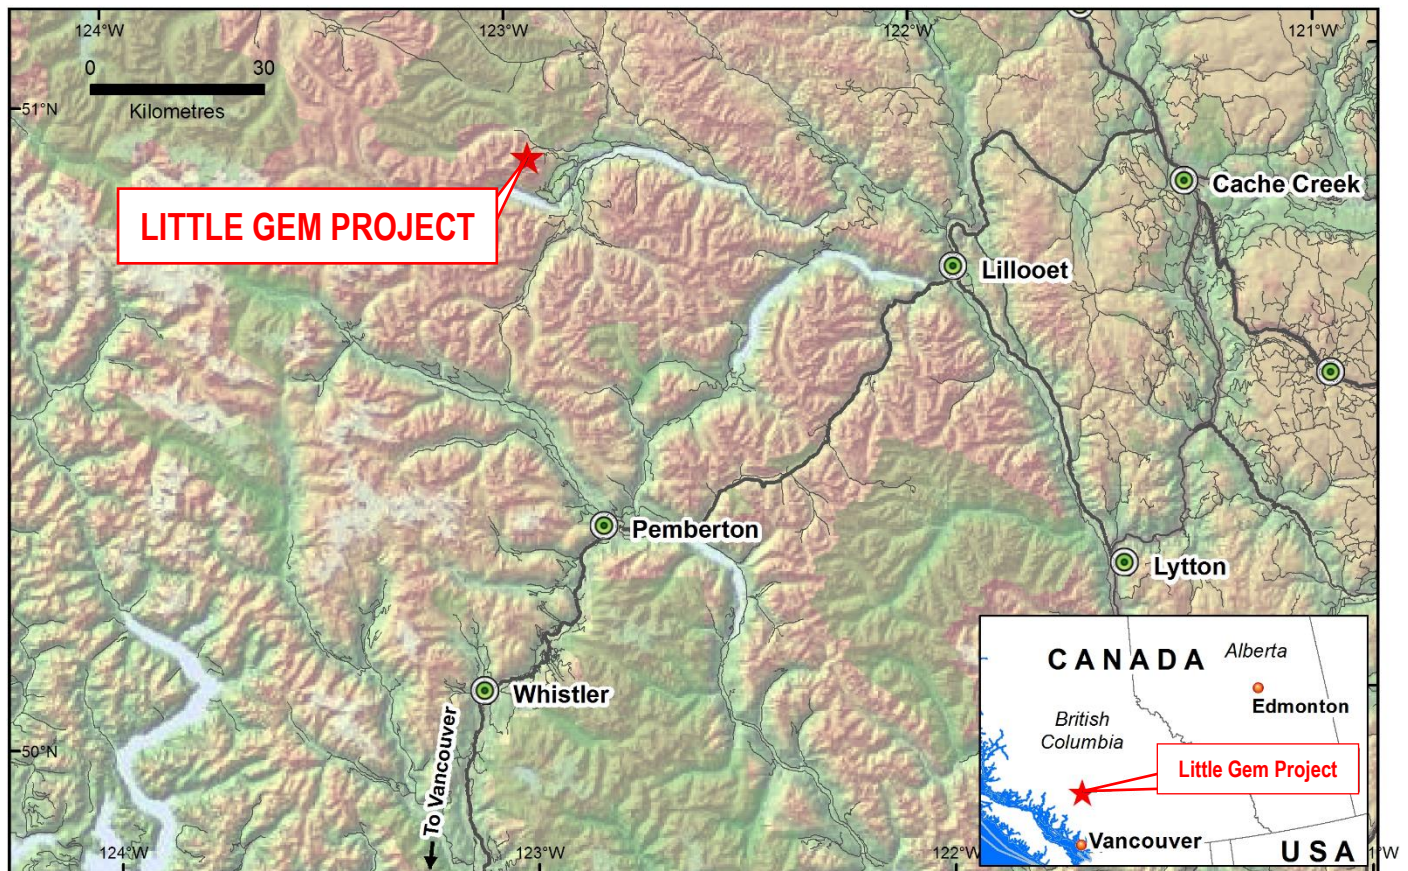 124°W
123°W
122°W
121°W
0
30
Kilometres
51°N
LITTLE GEM PROJECT
Cache Creek
Lillooet
Pemberton
Lytton
Whistler
To Vancouver
50°N
124°W
123°W
122°W
1°W
CANADA
Alberta
Edmonton
British
Columbia
Little Gem Project
Vancouver
USA